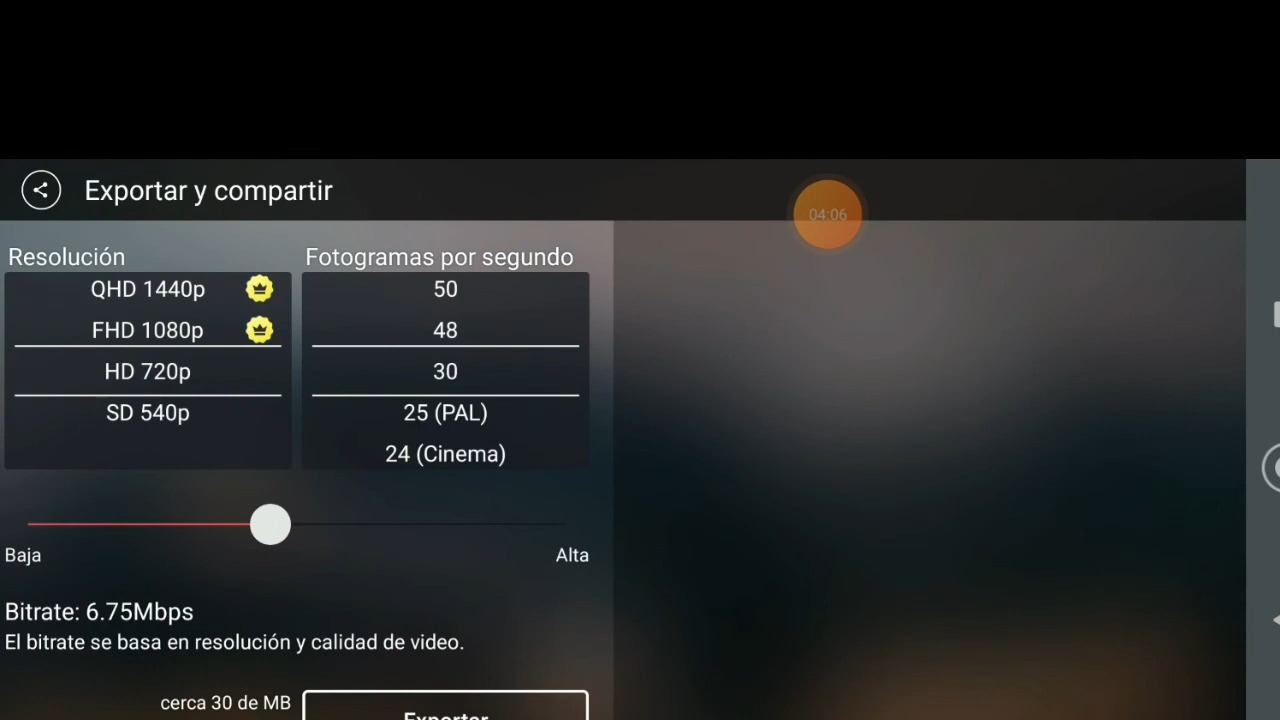 Exportar y compartir
04:06
Resolución
Fotogramas por segundo
QHD 1440p
50
FHD 1080p
48
HD 720p
30
SD 540p
25 (PAL)
24 (Cinema)
Baja
Alta
Bitrate: 6.75Mbps
El bitrate se basa en resolución y calidad de video.
cerca 30 de MB
Exportar